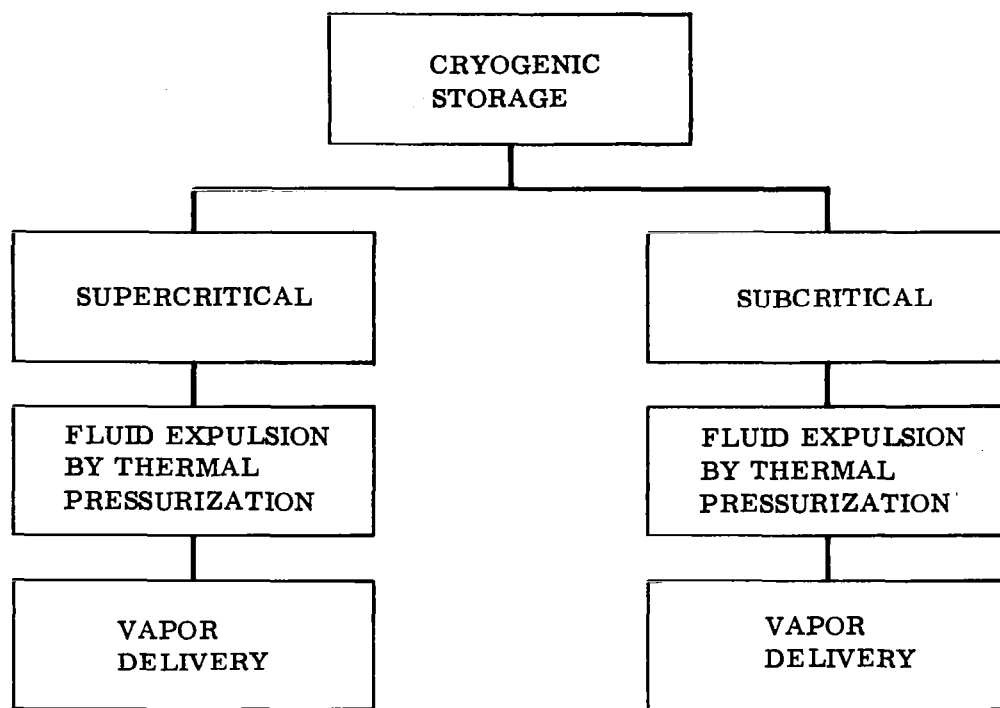 CRYOGENIC
STORAGE
SUPERCRITICAL
SUBCRITICAL
FLUID EXPULSION
BY THERMAL
PRESSURIZATION
FLUID EXPULSION
BY THERMAL
PRESSURIZATION
VAPOR
DELIVERY
VAPOR
DELIVERY